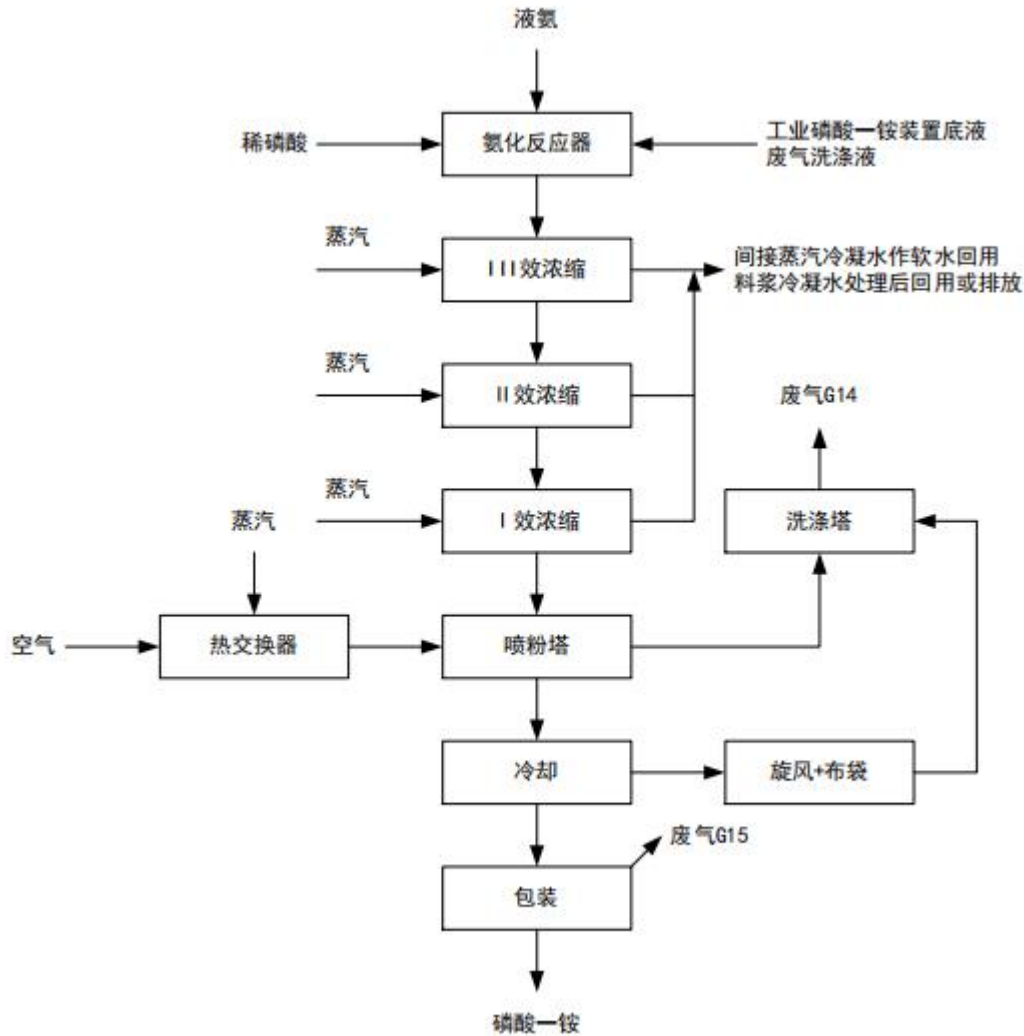 液氨
稀磷酸
氨化反应器
工业磷酸一铵装置底液
废气洗涤液
蒸汽
III效浓缩
间接蒸汽冷凝水作软水回用
料浆冷凝水处理后回用或排放
蒸汽
II效浓缩
废气G14
蒸汽
I效浓缩
洗涤塔
蒸汽
空气
热交换器
喷粉塔
冷却
旋风+布袋
废气G15
包装
磷酸一铵